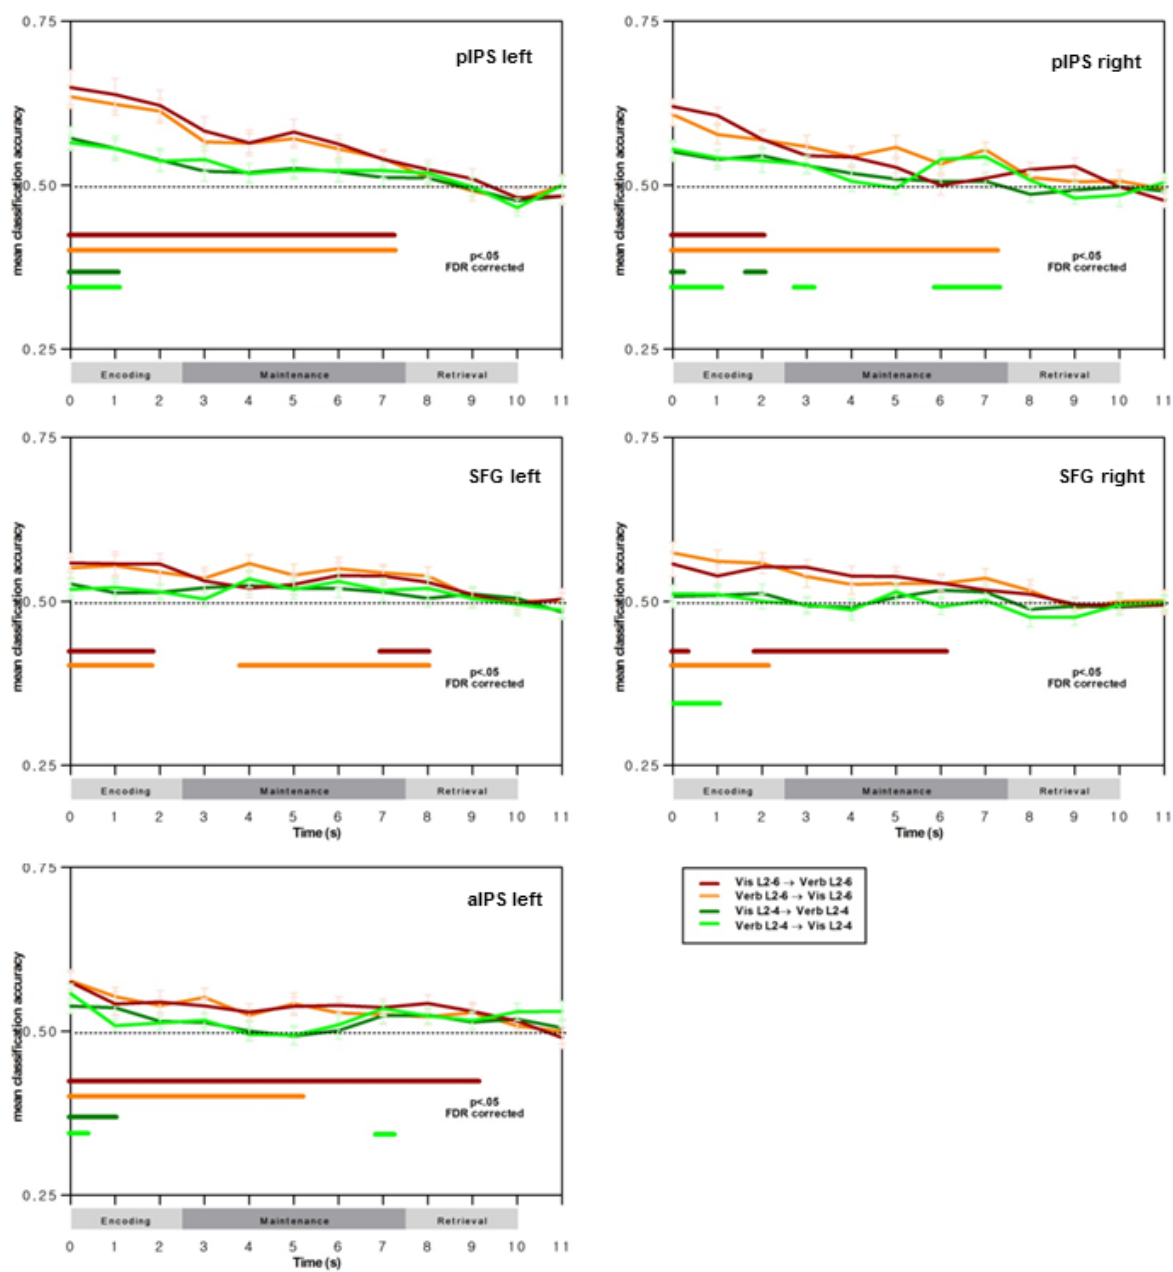 0.75
pIPS left
mean classification accuracy
0.50
p<.05
FDR corrected
0.25
Encoding Maintenance Retrieval
0 1 2 3 4 5 6 7 8 9 10 11
0.75
pIPS right
mean classification accuracy
0.50
p<.05
FDR corrected
0.25
Encoding Maintenance Retrieval
0 1 2 3 4 5 6 7 8 9 10 11
0.75
SFG left
mean classification accuracy
0.50
p<.05
FDR corrected
0.25
Encoding Maintenance Retrieval
0 1 2 3 4 5 6 7 8 9 10 11
Time (s)
0.75
SFG right
mean classification accuracy
0.50
p<.05
FDR corrected
0.25
Encoding Maintenance Retrieval
0 1 2 3 4 5 6 7 8 9 10 11
Time (s)
0.75
aIPS left
mean classification accuracy
0.50
p<.05
FDR corrected
0.25
Encoding Maintenance Retrieval
0 1 2 3 4 5 6 7 8 9 10 11
Time (s)
Vis L2-6 → Verb L2-6
Verb L2-6 → Vis L2-6
Vis L2-4→ Verb L2-4
Verb L2-4 → Vis L2-4